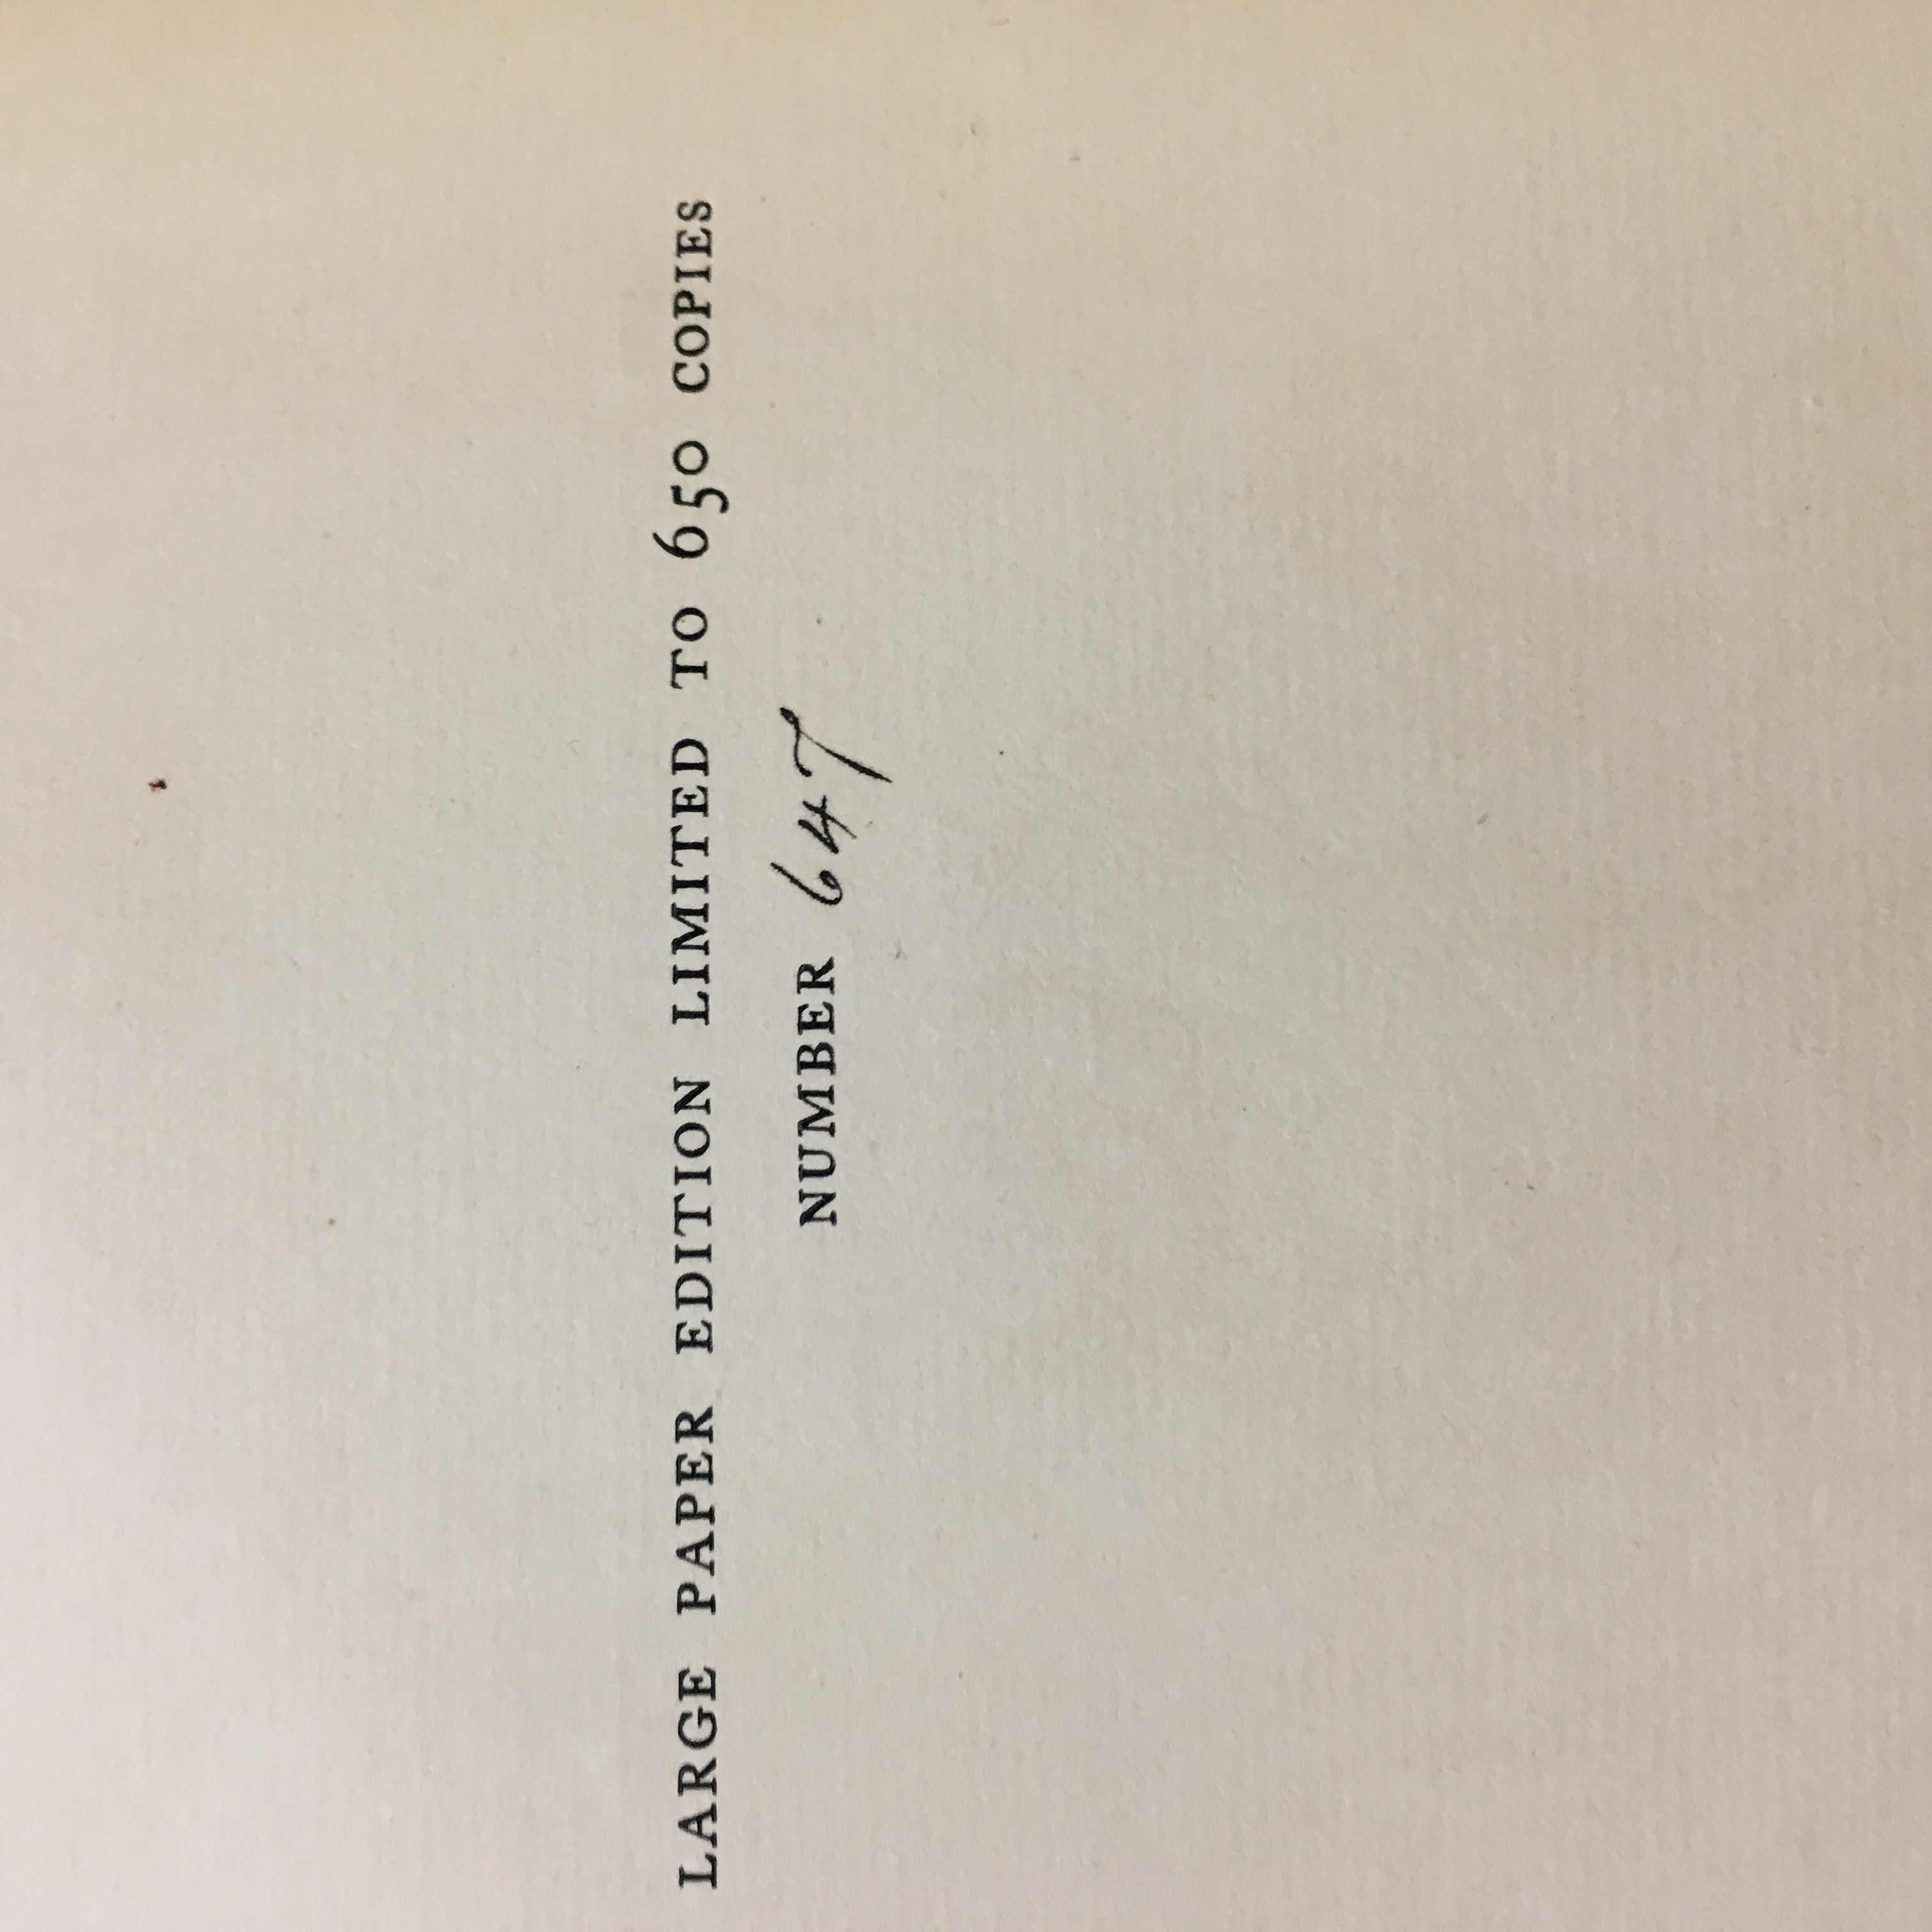 LARGE PAPER EDITION LIMITED TO 650 COPIES
NUMBER 647